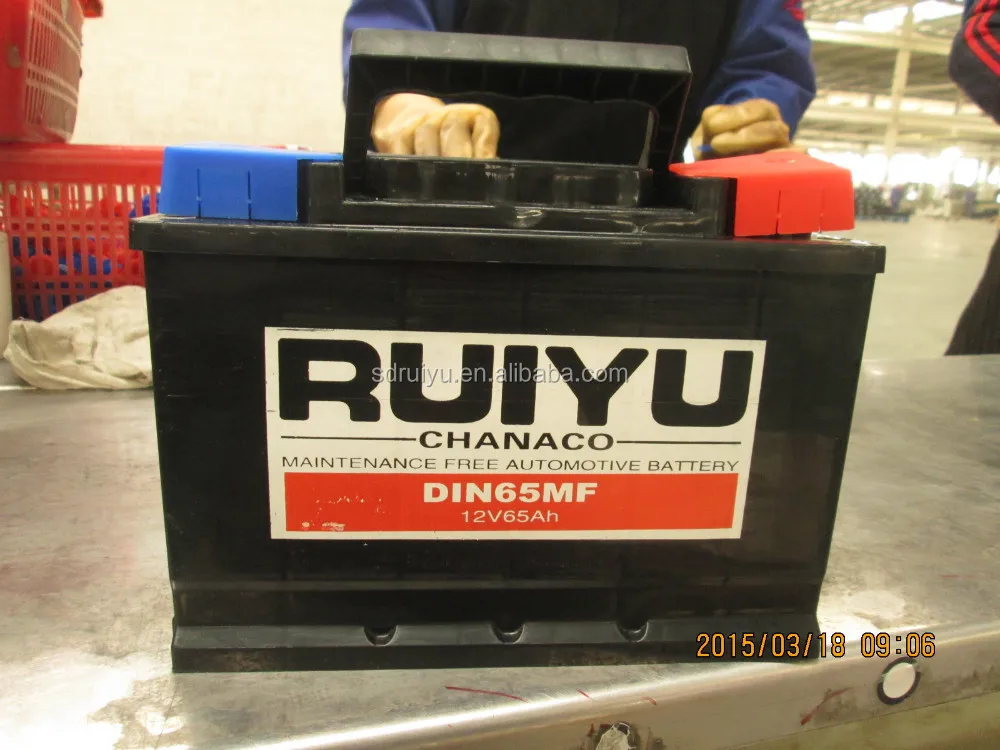 RUIYU
sdruiyu.en.alibaba.com
CHANACO
MAINTENANCE FREE AUTOMOTIVE BATTERY
DIN65MF
12V65Ah
2015/03/18 09:06